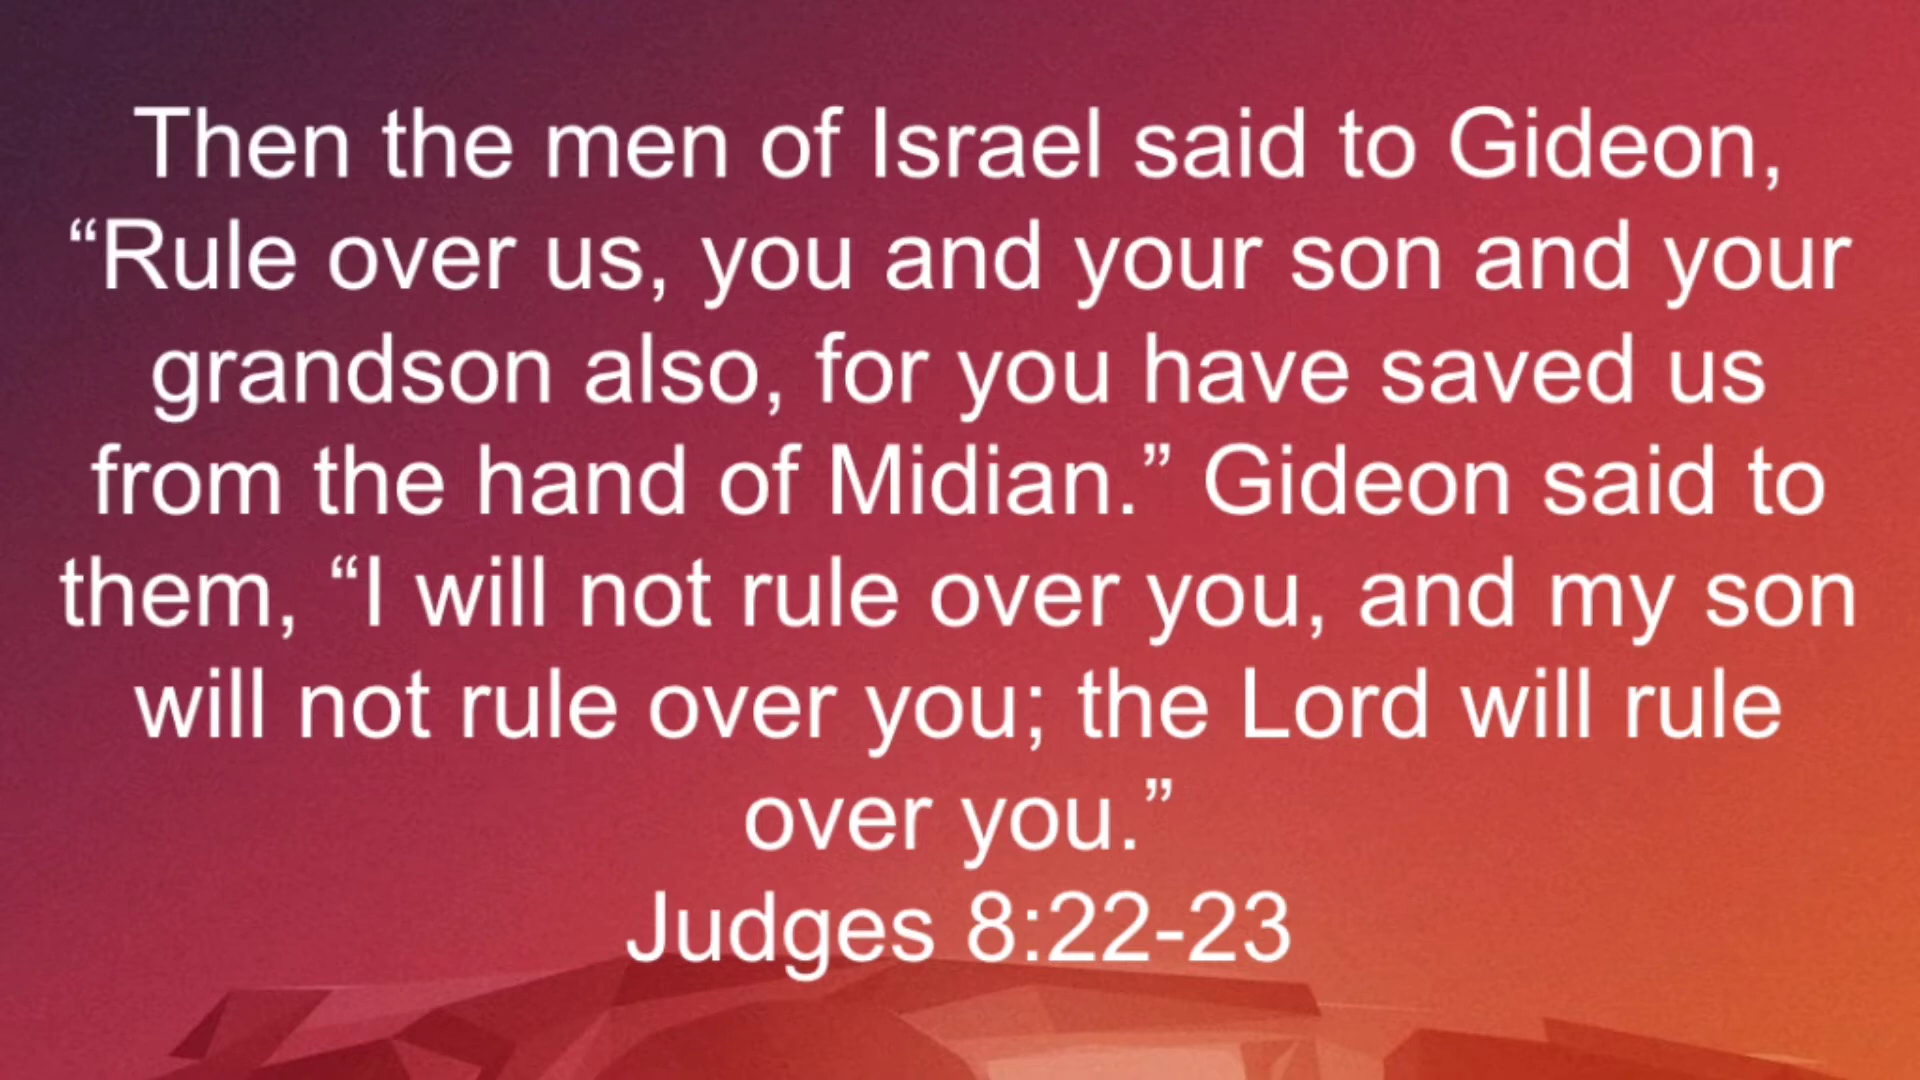 Then the men of Israel said to Gideon,
“Rule over us, you and your son and your
grandson also, for you have saved us
from the hand of Midian.” Gideon said to
them, “I will not rule over you, and my son
will not rule over you; the Lord will rule
over you.”
Judges 8:22-23